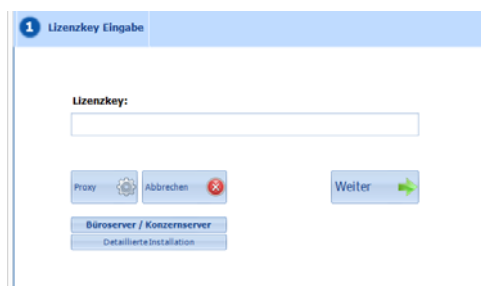 1 Lizenzkey Eingabe
Lizenzkey:
Proxy Abbrechen Weiter
Büroserver / Konzernserver
Detaillierte Installation